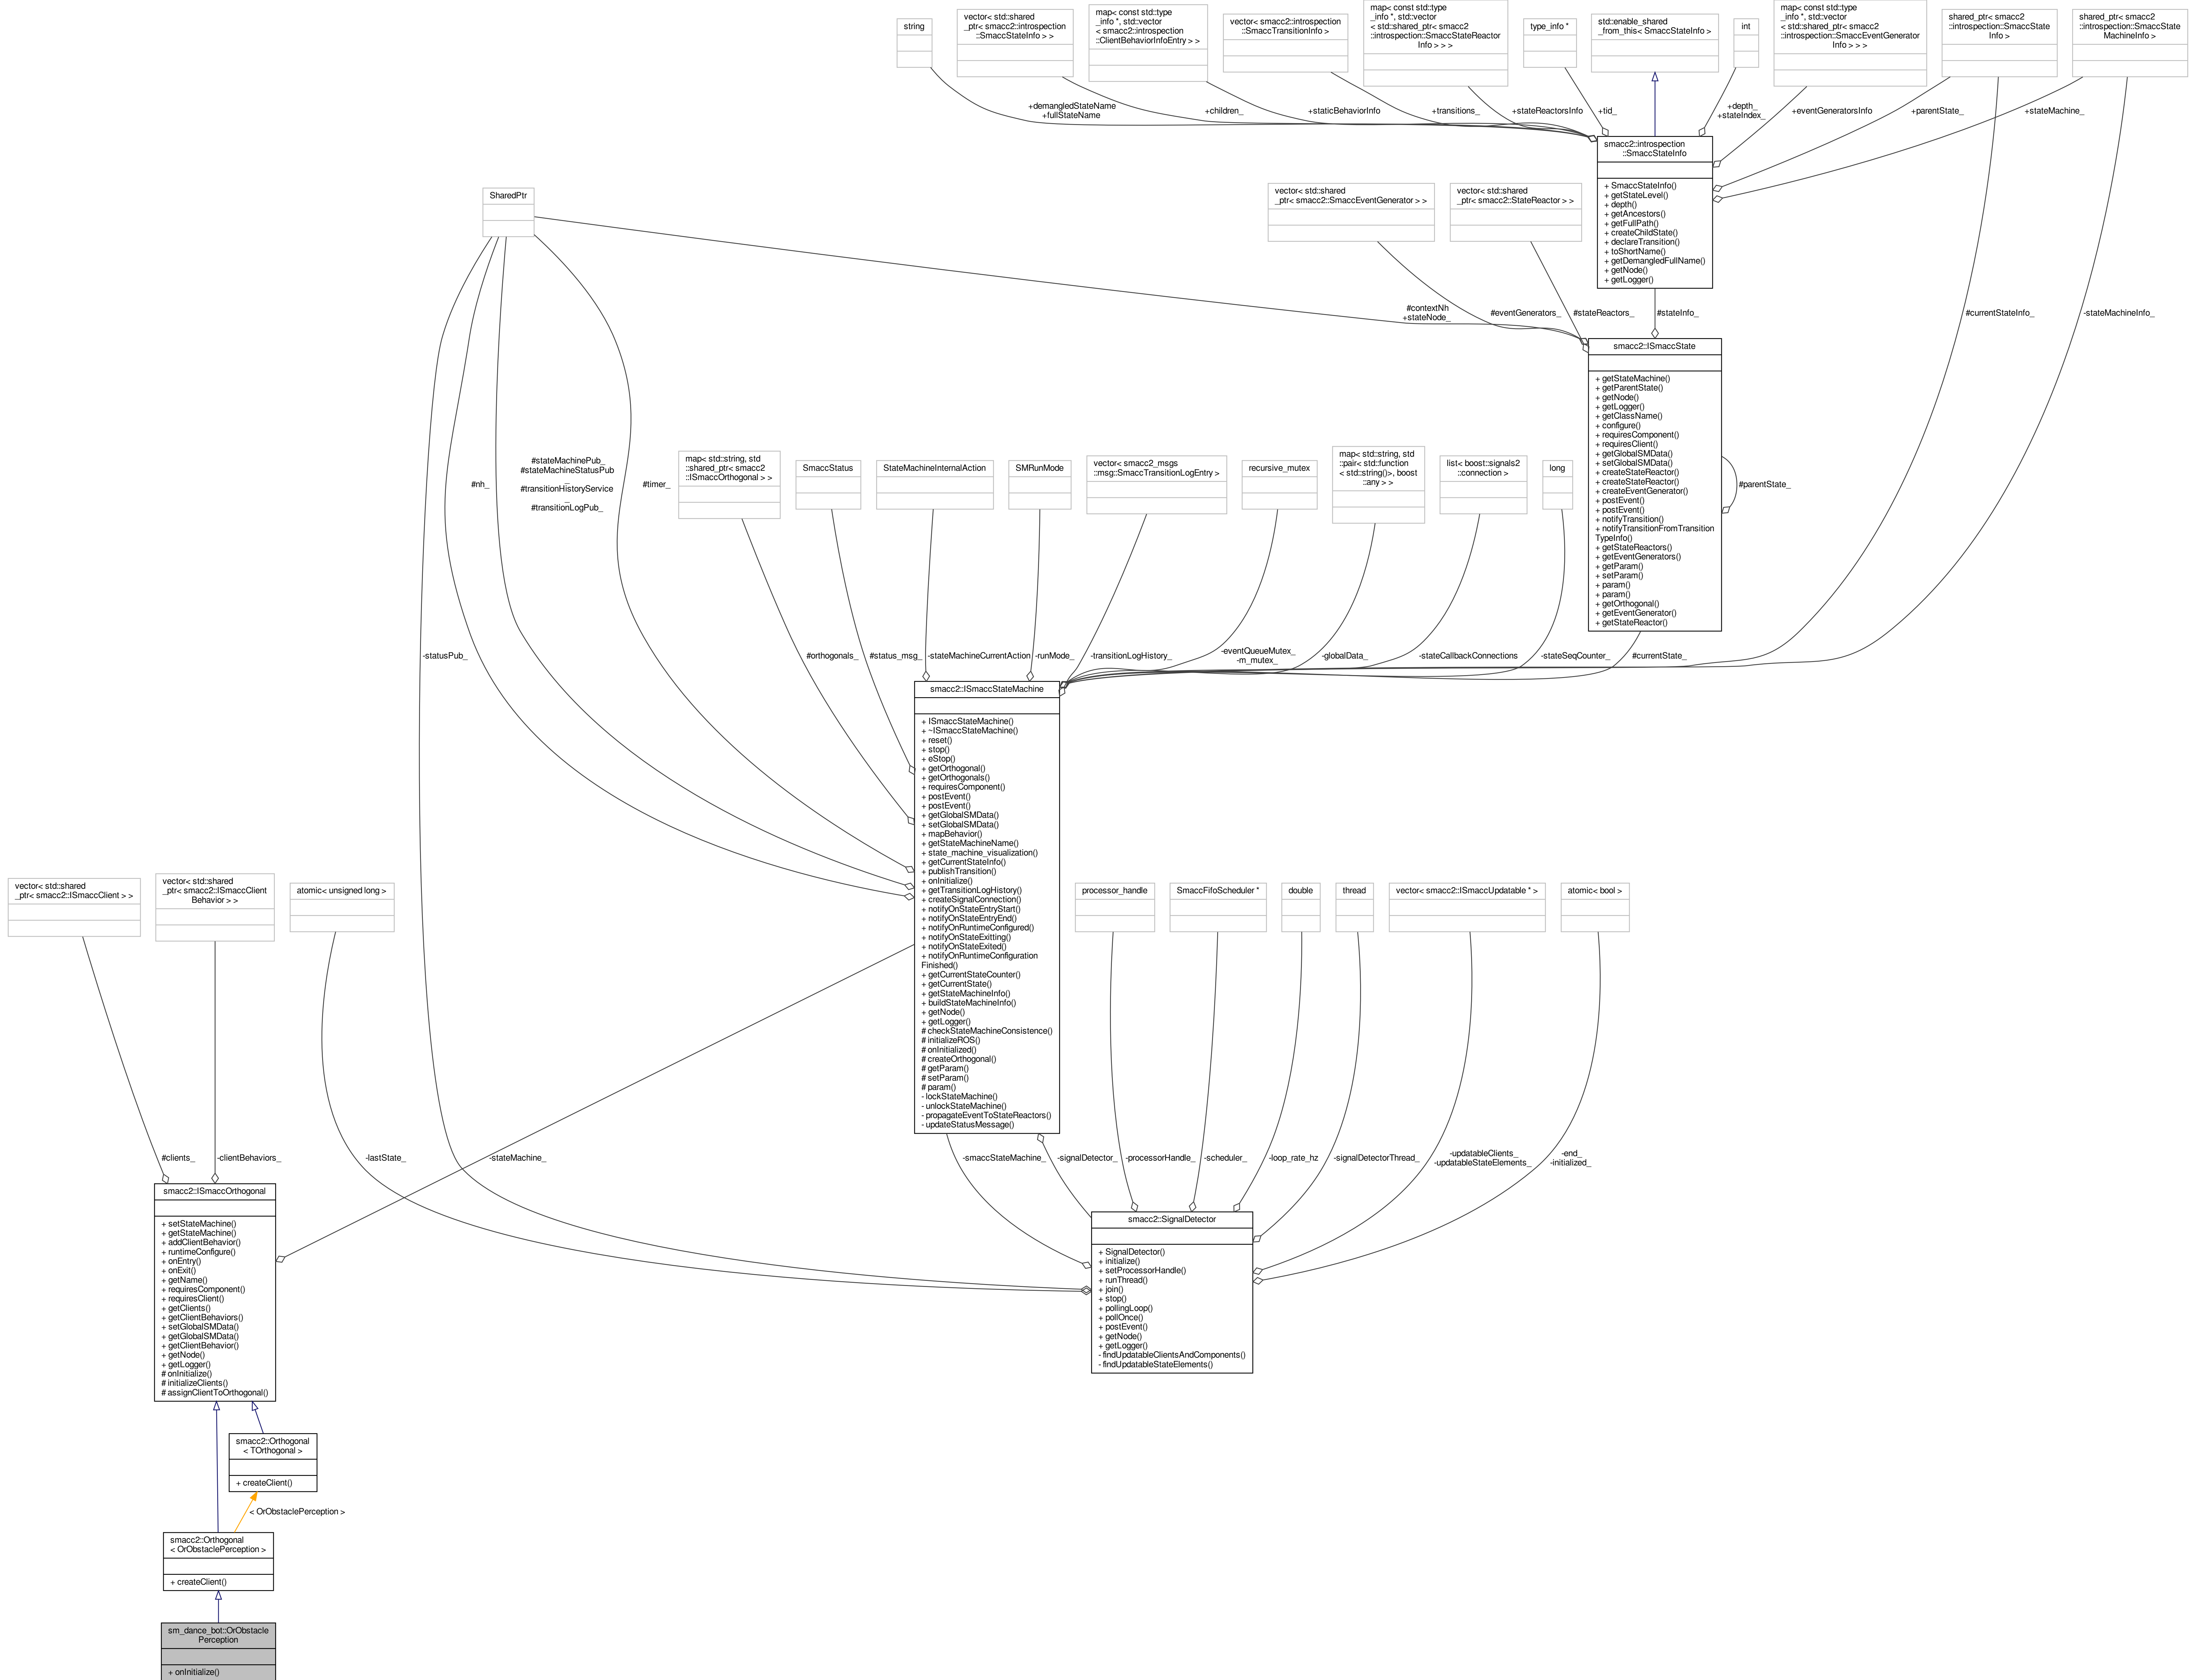 string
vector< std::shared
_ptr< smacc2::introspection
::SmaccStateInfo > >
map< const std::type
_info *, std::vector
< smacc2::introspection
::ClientBehaviorInfoEntry > >
vector< smacc2::introspection
::SmaccTransitionInfo >
map< const std::type
_info *, std::vector
< std::shared_ptr< smacc2
::introspection::SmaccStateReactor
Info > > >
type_info *
std::enable_shared
_from_this< SmaccStateInfo >
int
map< const std::type
_info *, std::vector
< std::shared_ptr< smacc2
::introspection::SmaccEventGenerator
Info > > >
shared_ptr< smacc2
::introspection::SmaccState
Info >
shared_ptr< smacc2
::introspection::SmaccState
MachineInfo >
+demangledStateName
+fullStateName
+children_
+staticBehaviorInfo
+transitions_
+stateReactorsInfo
+tid_
+depth_
+stateIndex_
+eventGeneratorsInfo
+parentState_
+stateMachine_
smacc2::introspection
::SmaccStateInfo
+ SmaccStateInfo()
+ getStateLevel()
+ depth()
+ getAncestors()
+ getFullPath()
+ createChildState()
+ declareTransition()
+ toShortName()
+ getDemangledFullName()
+ getNode()
+ getLogger()
SharedPtr
vector< std::shared
_ptr< smacc2::SmaccEventGenerator > >
vector< std::shared
_ptr< smacc2::StateReactor > >
#contextNh
+stateNode_
#eventGenerators_
#stateReactors_
#stateInfo_
#currentStateInfo_
-stateMachineInfo_
smacc2::ISmaccState
+ getStateMachine()
+ getParentState()
+ getNode()
+ getLogger()
+ getClassName()
+ configure()
+ requiresComponent()
+ requiresClient()
+ getGlobalSMData()
+ setGlobalSMData()
+ createStateReactor()
+ createStateReactor()
+ createEventGenerator()
+ postEvent()
+ postEvent()
+ notifyTransition()
+ notifyTransitionFromTransition
TypeInfo()
+ getStateReactors()
+ getEventGenerators()
+ getParam()
+ setParam()
+ param()
+ param()
+ getOrthogonal()
+ getEventGenerator()
+ getStateReactor()
#parentState_
#nh_
#stateMachinePub_
#stateMachineStatusPub
_
#transitionHistoryService
_
#transitionLogPub_
#timer_
map< std::string, std
::shared_ptr< smacc2
::ISmaccOrthogonal > >
SmaccStatus
StateMachineInternalAction
SMRunMode
vector< smacc2_msgs
::msg::SmaccTransitionLogEntry >
recursive_mutex
map< std::string, std
::pair< std::function
< std::string()>, boost
::any > >
list< boost::signals2
::connection >
long
-statusPub_
#orthogonals_
#status_msg_
-stateMachineCurrentAction
-runMode_
-transitionLogHistory_
-eventQueueMutex_
-m_mutex_
-globalData_
-stateCallbackConnections
-stateSeqCounter_
#currentState_
smacc2::ISmaccStateMachine
+ ISmaccStateMachine()
+ ~ISmaccStateMachine()
+ reset()
+ stop()
+ eStop()
+ getOrthogonal()
+ getOrthogonals()
+ requiresComponent()
+ postEvent()
+ postEvent()
+ getGlobalSMData()
+ setGlobalSMData()
+ mapBehavior()
+ getStateMachineName()
+ state_machine_visualization()
+ getCurrentStateInfo()
+ publishTransition()
+ onInitialize()
+ getTransitionLogHistory()
+ createSignalConnection()
+ notifyOnStateEntryStart()
+ notifyOnStateEntryEnd()
+ notifyOnRuntimeConfigured()
+ notifyOnStateExitting()
+ notifyOnStateExited()
+ notifyOnRuntimeConfiguration
Finished()
+ getCurrentStateCounter()
+ getCurrentState()
+ getStateMachineInfo()
+ buildStateMachineInfo()
+ getNode()
+ getLogger()
# checkStateMachineConsistence()
# initializeROS()
# onInitialized()
# createOrthogonal()
# getParam()
# setParam()
# param()
- lockStateMachine()
- unlockStateMachine()
- propagateEventToStateReactors()
- updateStatusMessage()
vector< std::shared
_ptr< smacc2::ISmaccClient > >
vector< std::shared
_ptr< smacc2::ISmaccClient
Behavior > >
atomic< unsigned long >
processor_handle
SmaccFifoScheduler *
double
thread
vector< smacc2::ISmaccUpdatable * >
atomic< bool >
#clients_
-clientBehaviors_
-lastState_
-stateMachine_
-smaccStateMachine_
-signalDetector_
-processorHandle_
-scheduler_
-loop_rate_hz
-signalDetectorThread_
-updatableClients_
-updatableStateElements_
-end_
-initialized_
smacc2::ISmaccOrthogonal
+ setStateMachine()
+ getStateMachine()
+ addClientBehavior()
+ runtimeConfigure()
+ onEntry()
+ onExit()
+ getName()
+ requiresComponent()
+ requiresClient()
+ getClients()
+ getClientBehaviors()
+ setGlobalSMData()
+ getGlobalSMData()
+ getClientBehavior()
+ getNode()
+ getLogger()
# onInitialize()
# initializeClients()
# assignClientToOrthogonal()
smacc2::SignalDetector
+ SignalDetector()
+ initialize()
+ setProcessorHandle()
+ runThread()
+ join()
+ stop()
+ pollingLoop()
+ pollOnce()
+ postEvent()
+ getNode()
+ getLogger()
- findUpdatableClientsAndComponents()
- findUpdatableStateElements()
smacc2::Orthogonal
< TOrthogonal >
+ createClient()
< OrObstaclePerception >
smacc2::Orthogonal
< OrObstaclePerception >
+ createClient()
sm_dance_bot::OrObstacle
Perception
+ onInitialize()